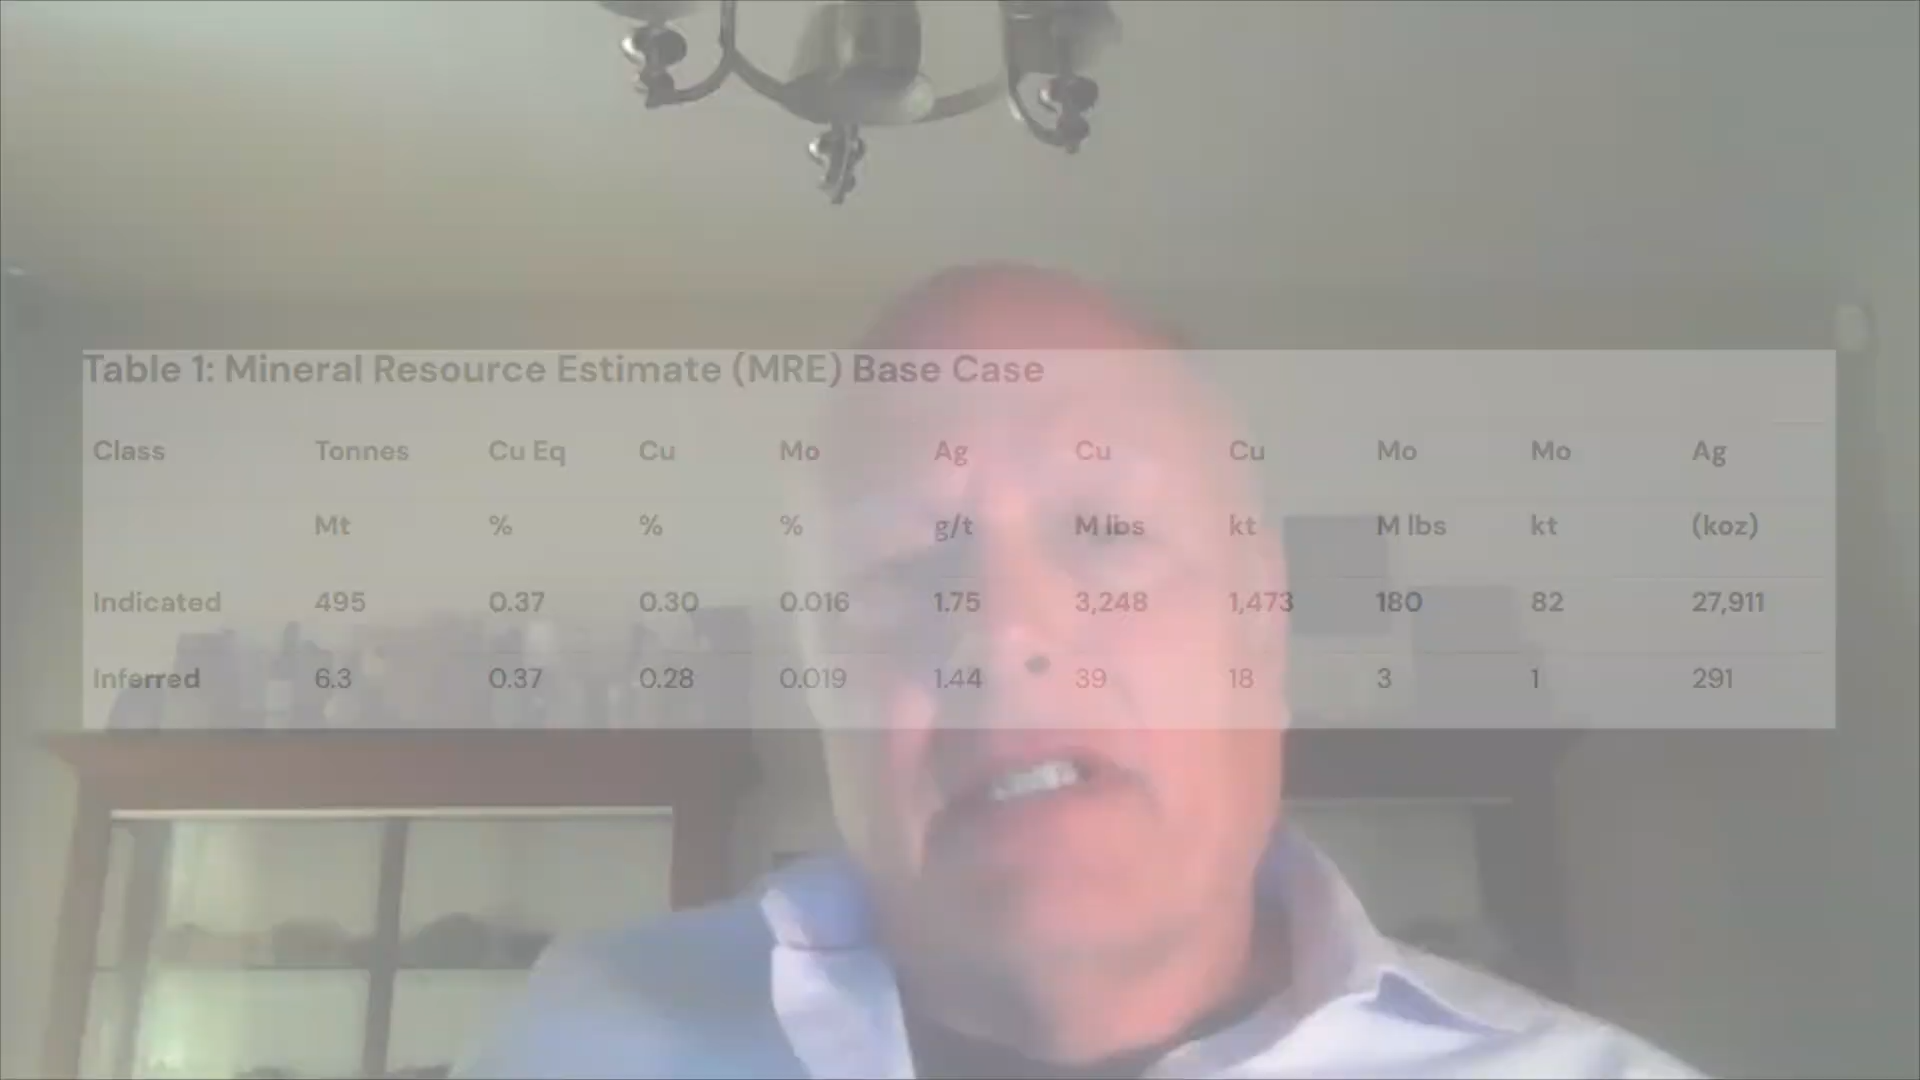 Table 1: Mineral Resource Estimate (MRE) Base Case
Class Tonnes Cu Eq Cu Mo Ag Cu Cu Mo Mo Ag
Mt % % % g/t M lbs kt M lbs kt (koz)
Indicated 495 0.37 0.30 0.016 1.75 3,248 1,473 180 82 27,911
Inferred 6.3 0.37 0.28 0.019 1.44 39 18 3 1 291